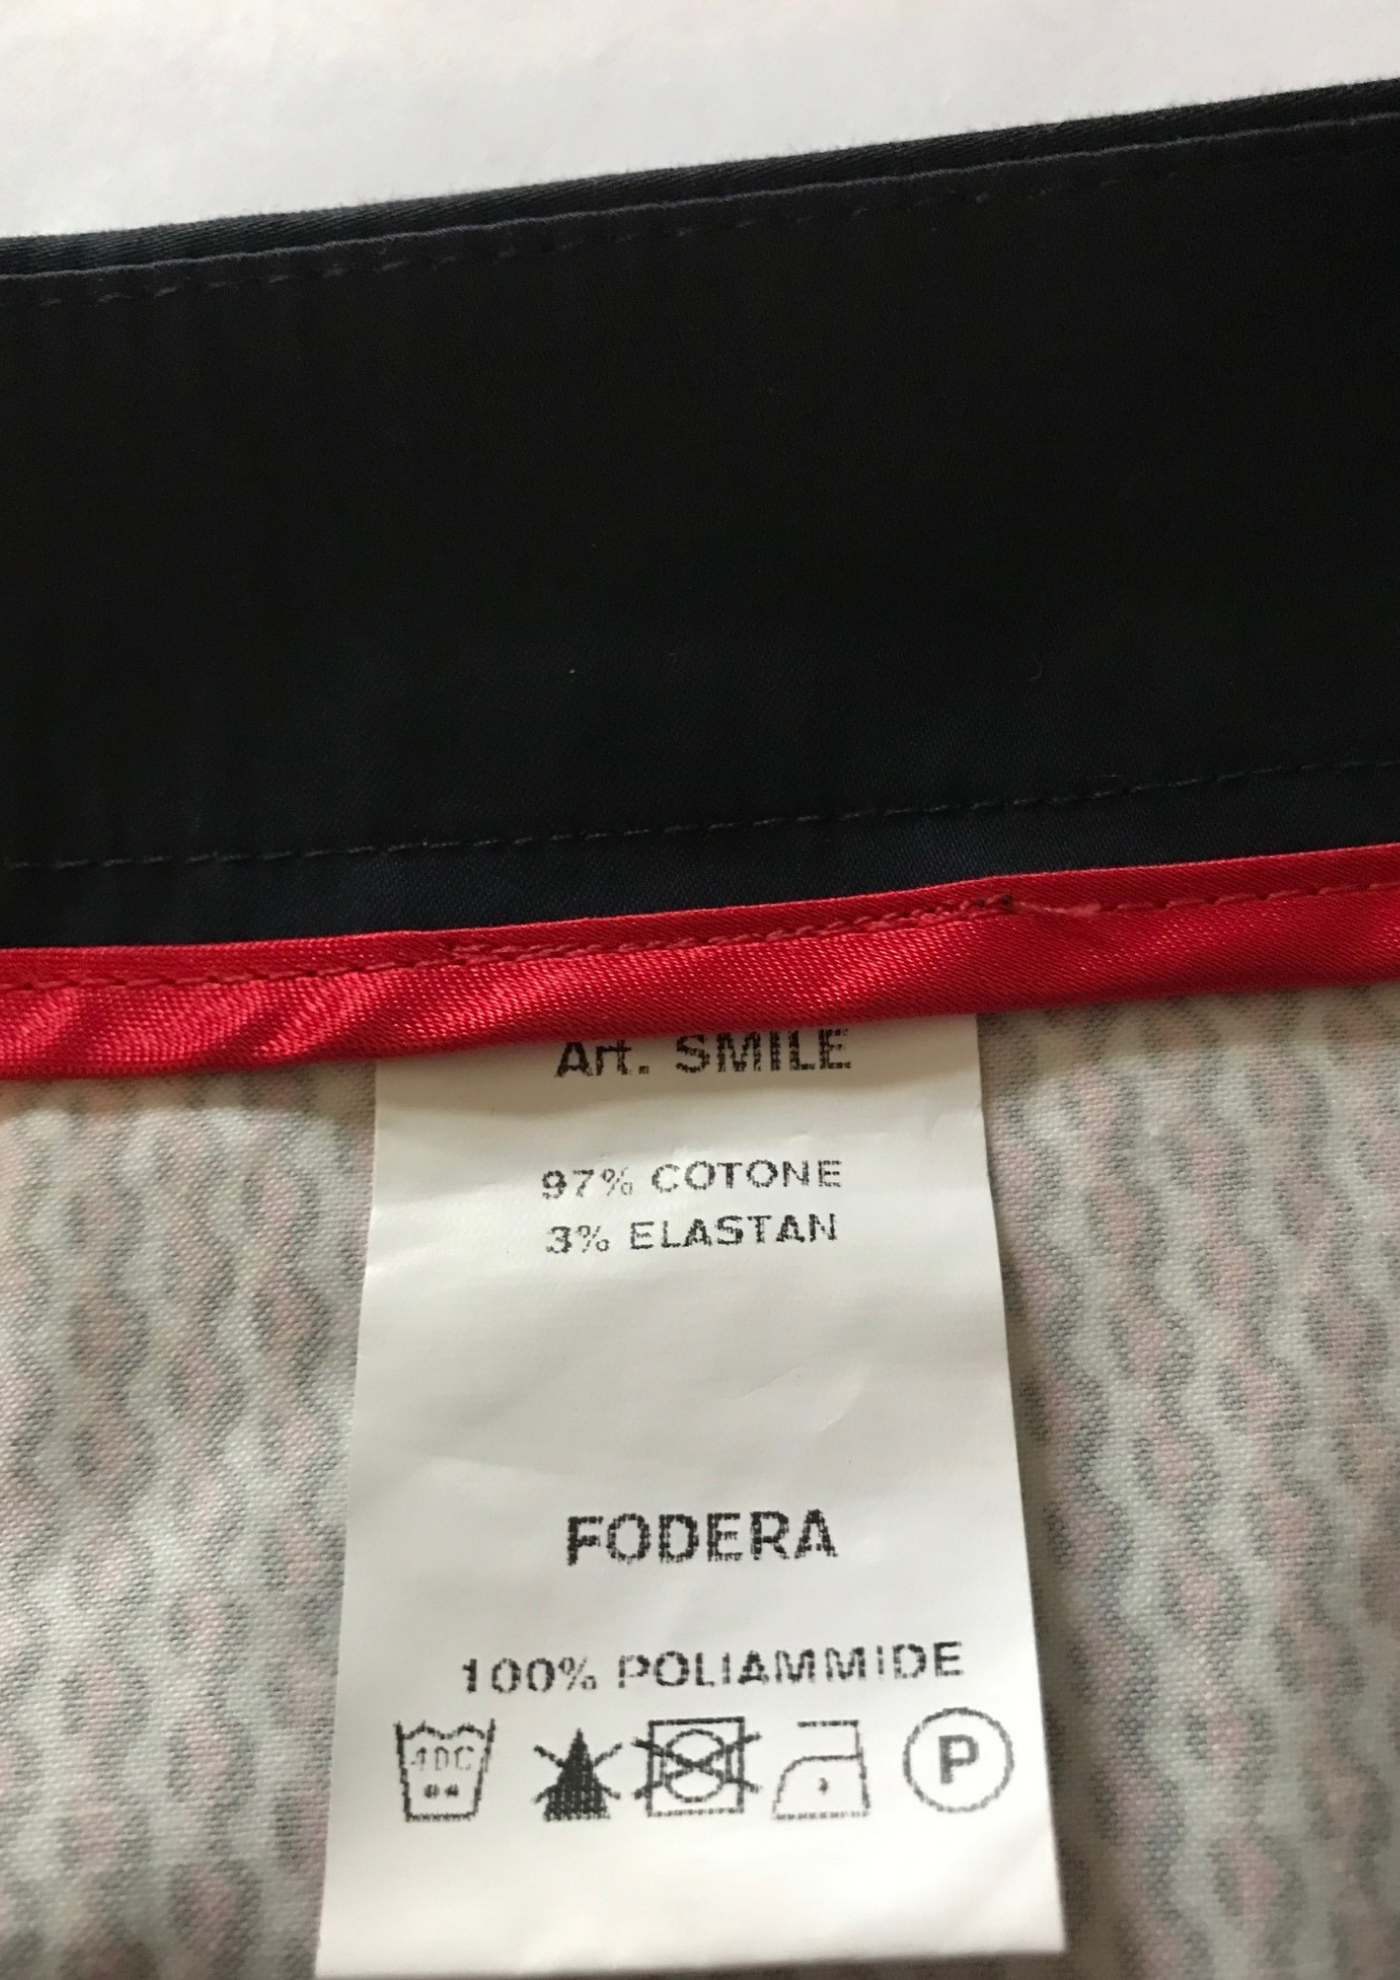 Art. SMILE
97% COTONE
3% ELASTAN
FODERA
100% POLIAMMIDE
P